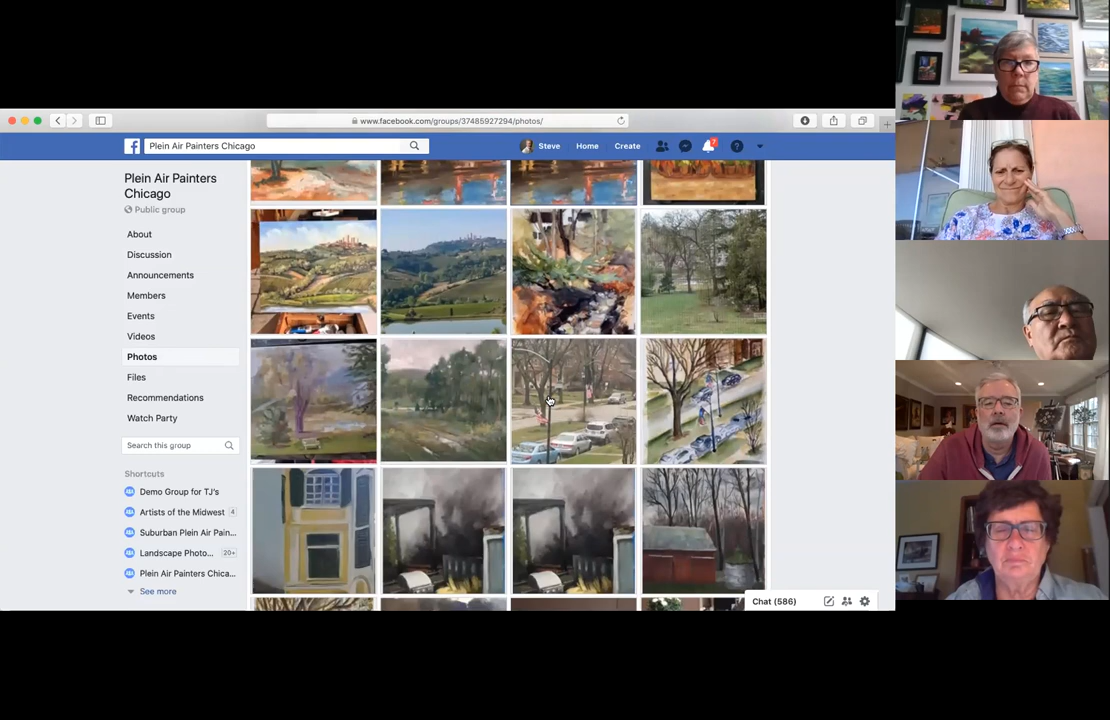 www.facebook.com/groups/37485927294/photos/
Plein Air Painters Chicago
Steve
Home
Create
7
Plein Air Painters
Chicago
Public group
About
Discussion
Announcements
Members
Events
Videos
Photos
Files
Recommendations
Watch Party
Search this group
Shortcuts
Demo Group for TJ's
Artists of the Midwest 4
Suburban Plein Air Pain...
Landscape Photo... 20+
Plein Air Painters Chica...
See more
Chat (586)